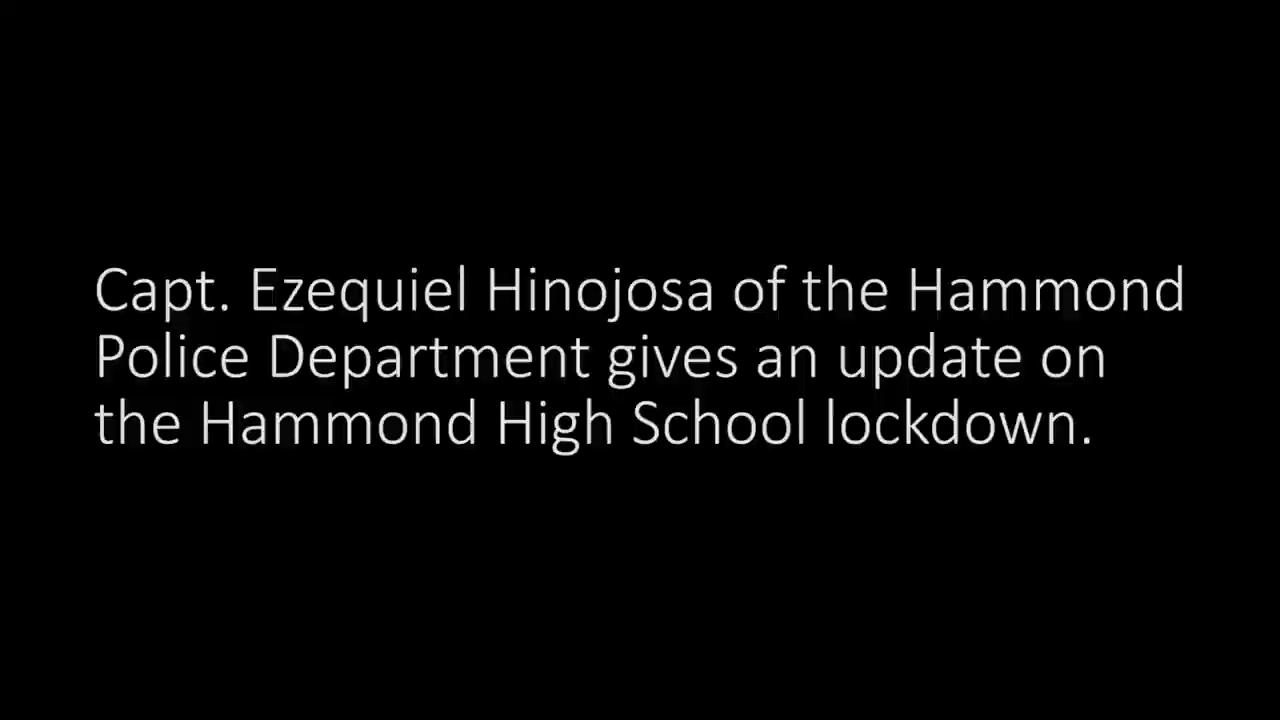 Capt. Ezequiel Hinojosa of the Hammond
Police Department gives an update on
the Hammond High School lockdown.